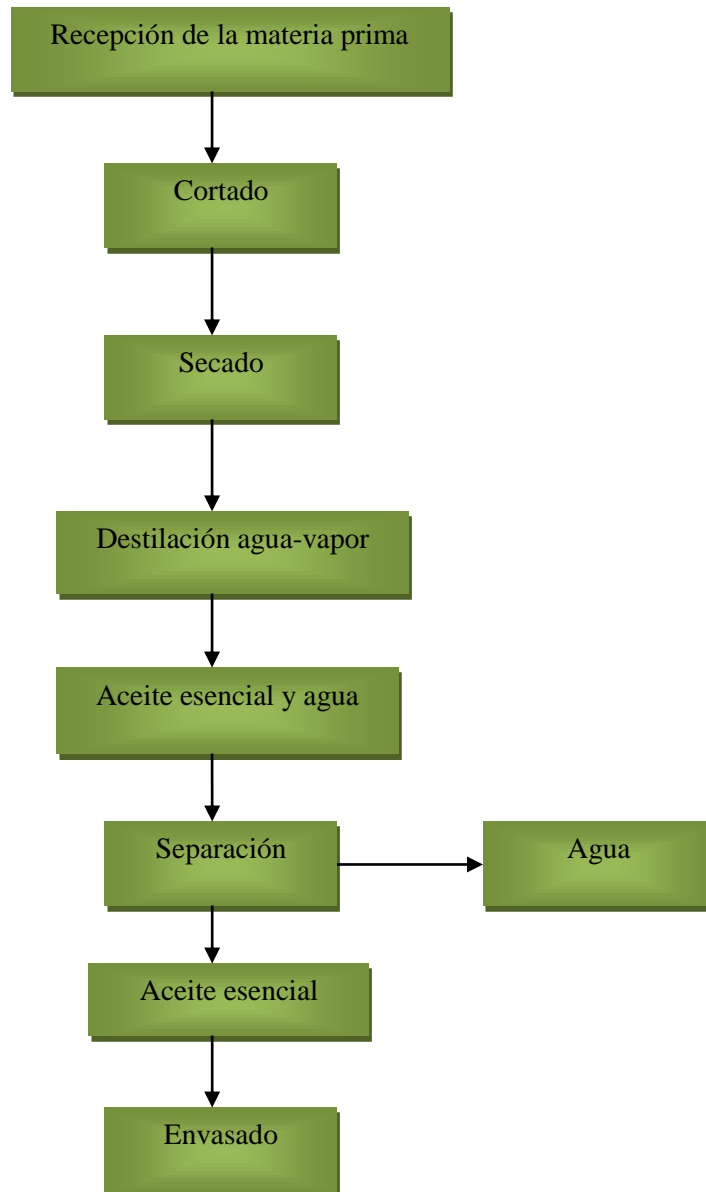 Recepción de la materia prima
Cortado
Secado
Destilación agua-vapor
Aceite esencial y agua
Separación
Agua
Aceite esencial
Envasado